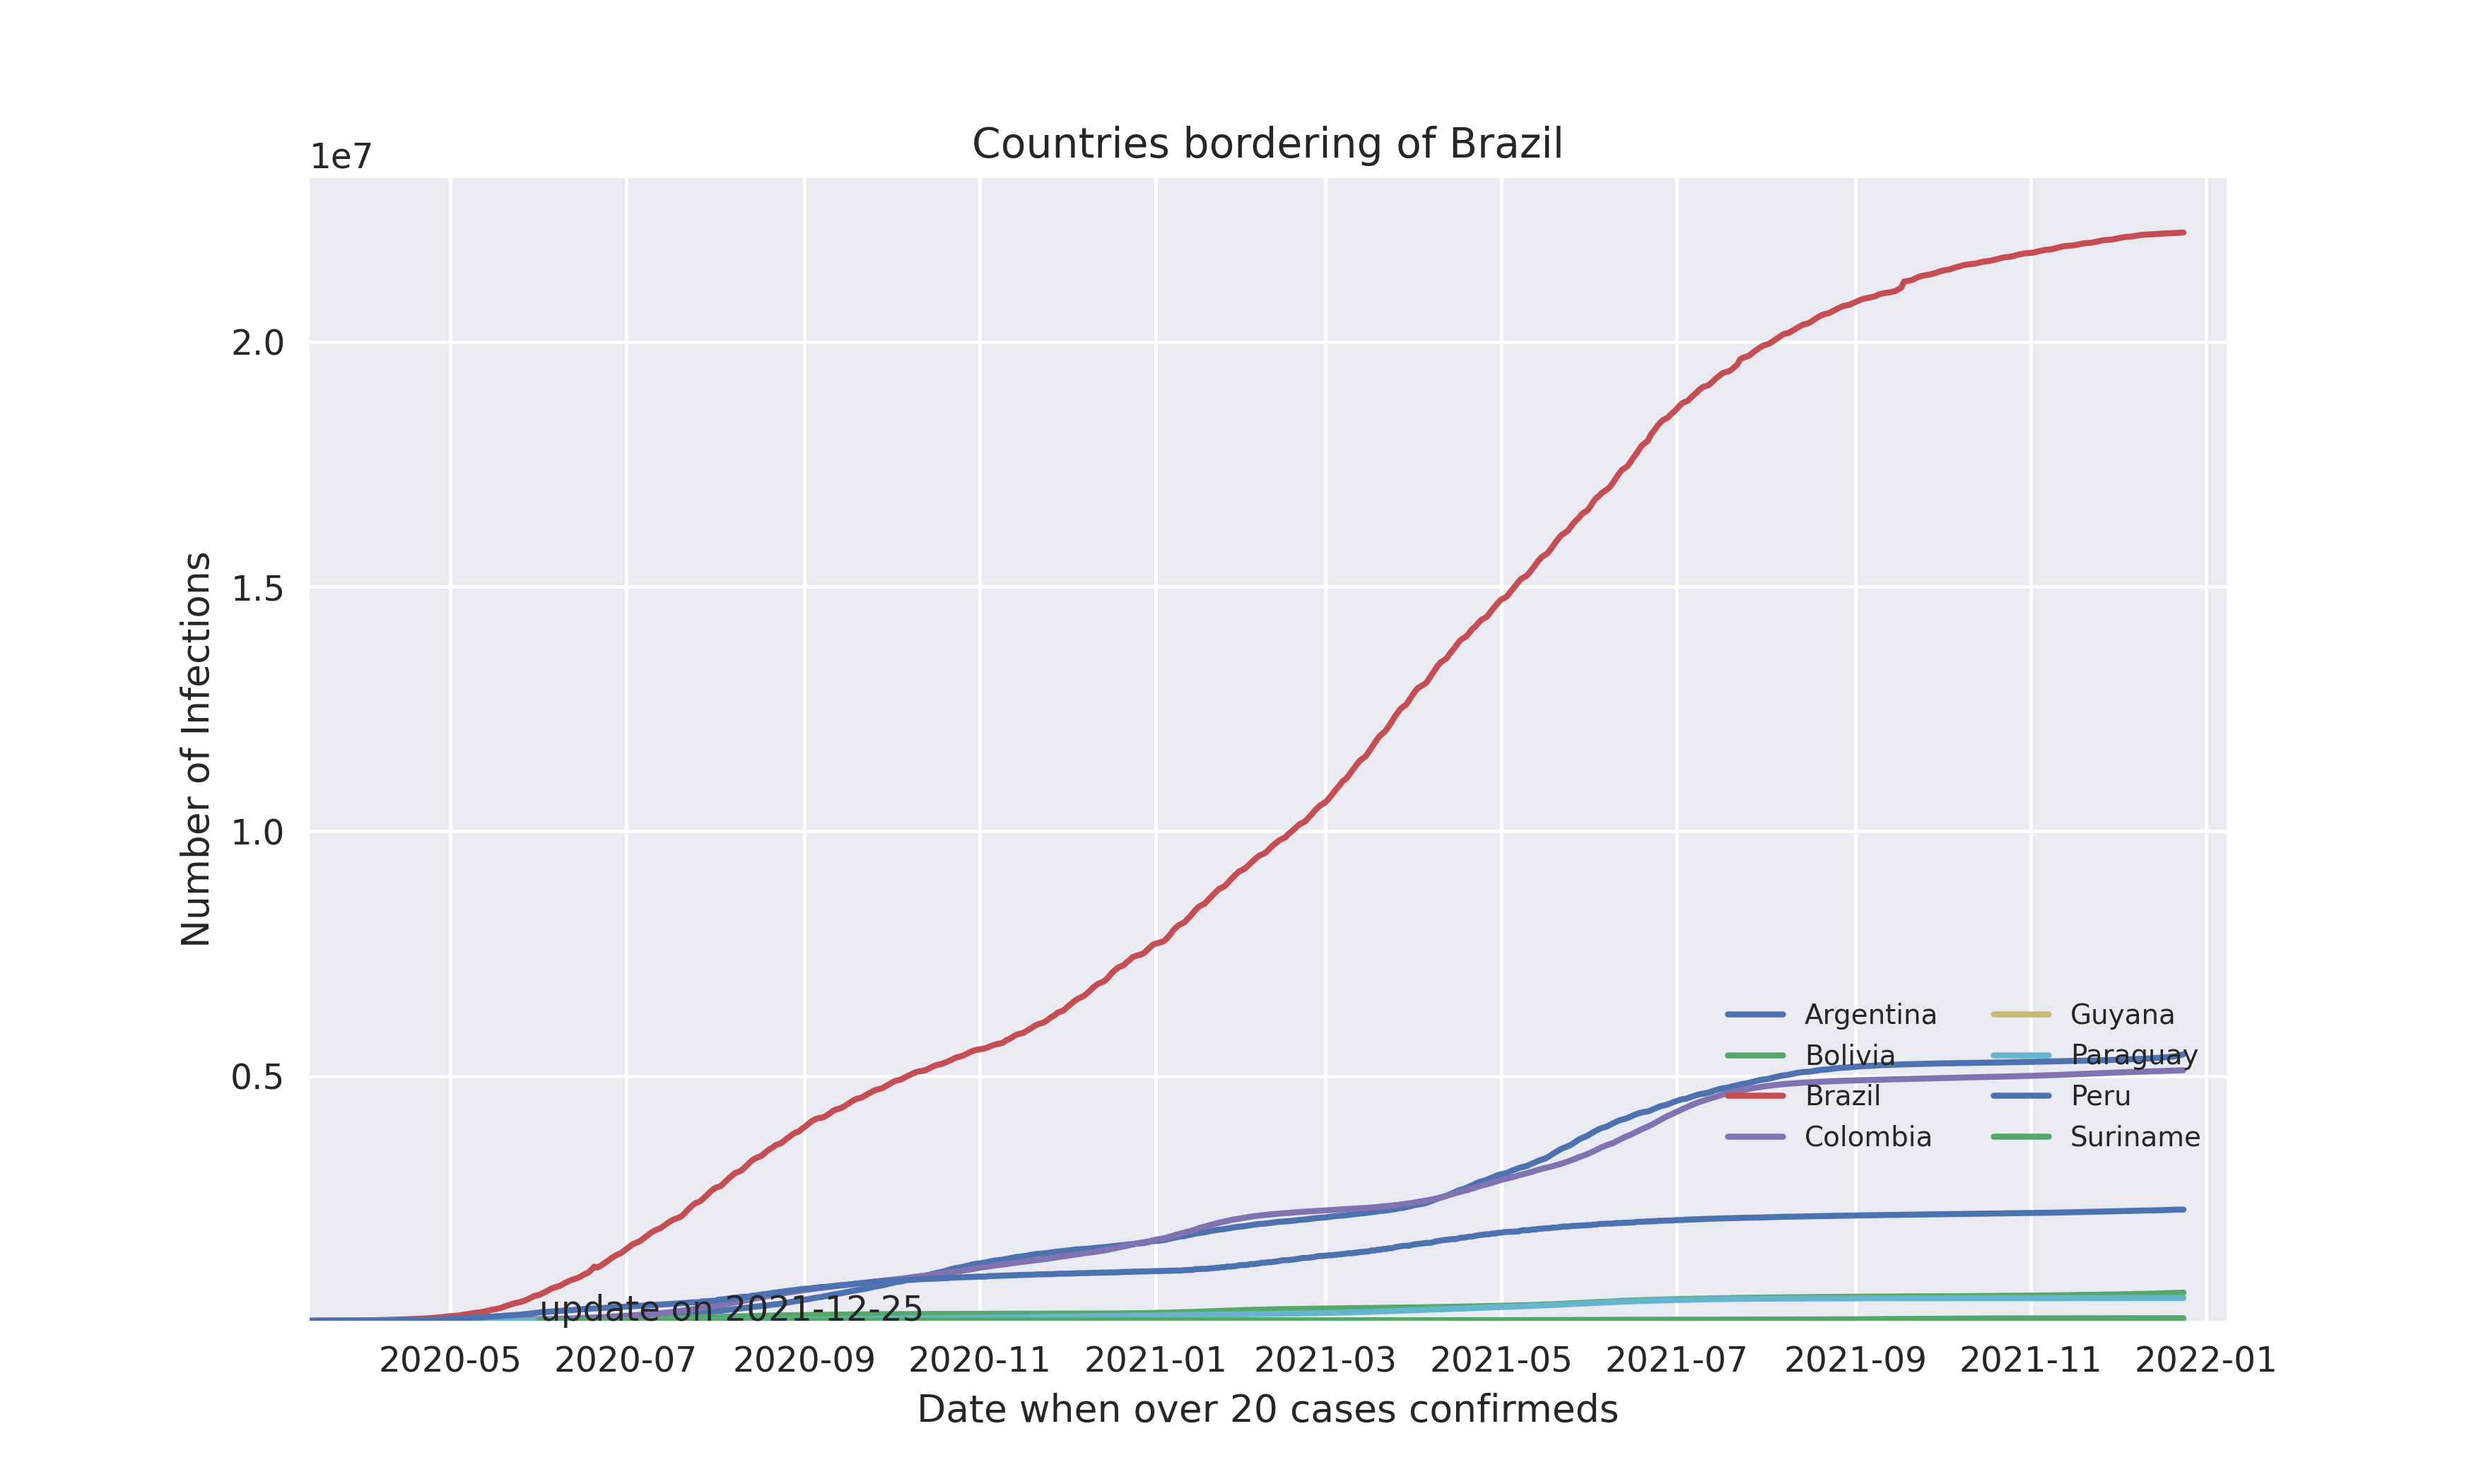 Countries bordering of Brazil
1e7
2.0
1.5
1.0
0.5
Number of Infections
Argentina
Bolivia
Brazil
Colombia
Guyana
Paraguay
Peru
Suriname
update on 2021-12-25
2020-05 2020-07 2020-09 2020-11 2021-01 2021-03 2021-05 2021-07 2021-09 2021-11 2022-01
Date when over 20 cases confirmeds